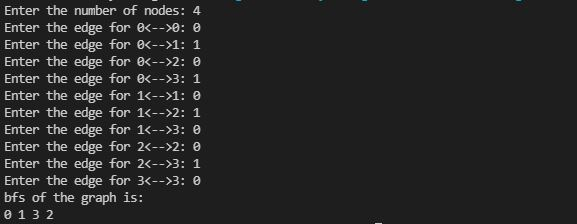 Enter the number of nodes: 4
Enter the edge for 0<-->0: 0
Enter the edge for 0<-->1: 1
Enter the edge for 0<-->2: 0
Enter the edge for 0<-->3: 1
Enter the edge for 1<-->1: 0
Enter the edge for 1<-->2: 1
Enter the edge for 1<-->3: 0
Enter the edge for 2<-->2: 0
Enter the edge for 2<-->3: 1
Enter the edge for 3<-->3: 0
bfs of the graph is:
0 1 3 2